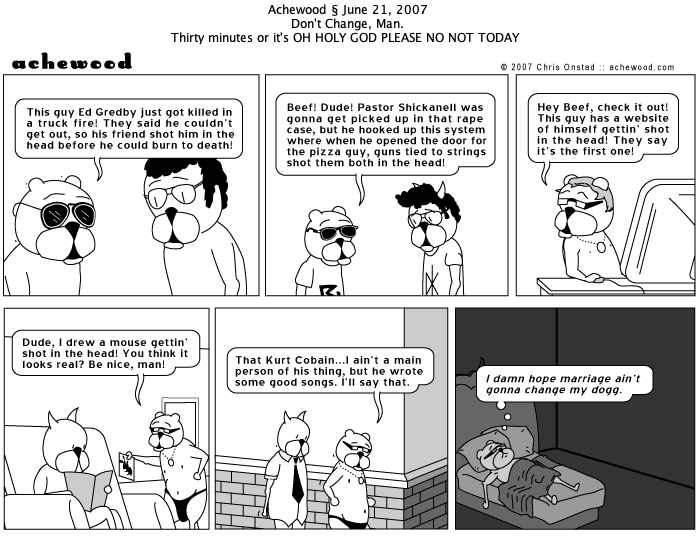 Achewood § June 21, 2007
Don't Change, Man.
Thirty minutes or it's OH HOLY GOD PLEASE NO NOT TODAY
achewood
© 2007 Chris Onstad :: achewood.com
This guy Ed Gredby just got killed in
a truck fire! They said he couldn't
get out, so his friend shot him in the
head before he could burn to death!
Beef! Dude! Pastor Shickanell was
gonna get picked up in that rape
case, but he hooked up this system
where when he opened the door for
the pizza guy, guns tied to strings
shot them both in the head!
Hey Beef, check it out!
This guy has a website
of himself gettin' shot
in the head! They say
it's the first one!
Dude, I drew a mouse gettin'
shot in the head! You think it
looks real? Be nice, man!
That Kurt Cobain...I ain't a main
person of his thing, but he wrote
some good songs. I'll say that.
I damn hope marriage ain't
gonna change my dogg.